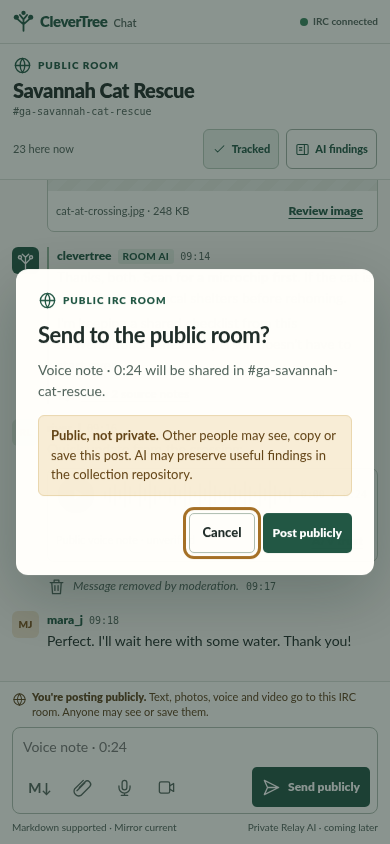 CleverTree Chat
IRC connected
PUBLIC ROOM
Savannah Cat Rescue
#ga-savannah-cat-rescue
23 here now
Tracked
AI findings
cat-at-crossing.jpg · 248 KB
Review image
clevertree ROOM AI 09:14
PUBLIC IRC ROOM
Send to the public room?
Voice note · 0:24 will be shared in #ga-savannah-
cat-rescue.
Public, not private. Other people may see, copy or
save this post. AI may preserve useful findings in
the collection repository.
Cancel
Post publicly
Message removed by moderation. 09:17
MJ
mara_j 09:18
Perfect. I'll wait here with some water. Thank you!
You're posting publicly. Text, photos, voice and video go to this IRC
room. Anyone may see or save them.
Voice note · 0:24
M↓
Send publicly
Markdown supported · Mirror current
Private Relay AI · coming later